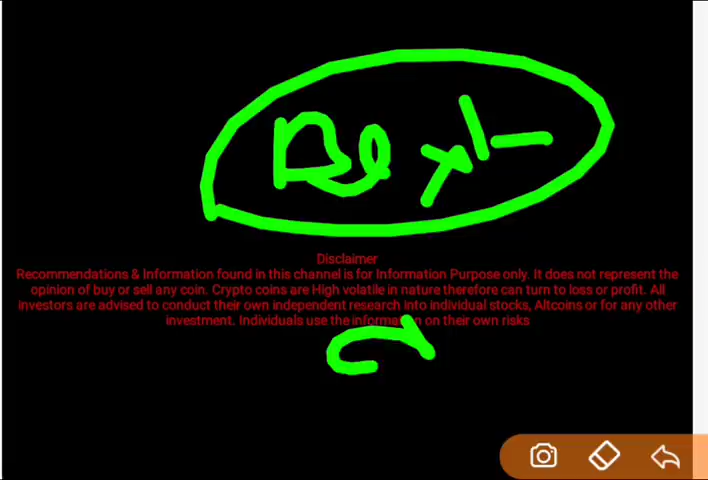 Disclaimer
Recommendations & Information found in this channel is for Information Purpose only. It does not represent the
opinion of buy or sell any coin. Crypto coins are High volatile in nature therefore can turn to loss or profit. All
investors are advised to conduct their own independent research into individual stocks, Altcoins or for any other
investment. Individuals use the information on their own risks